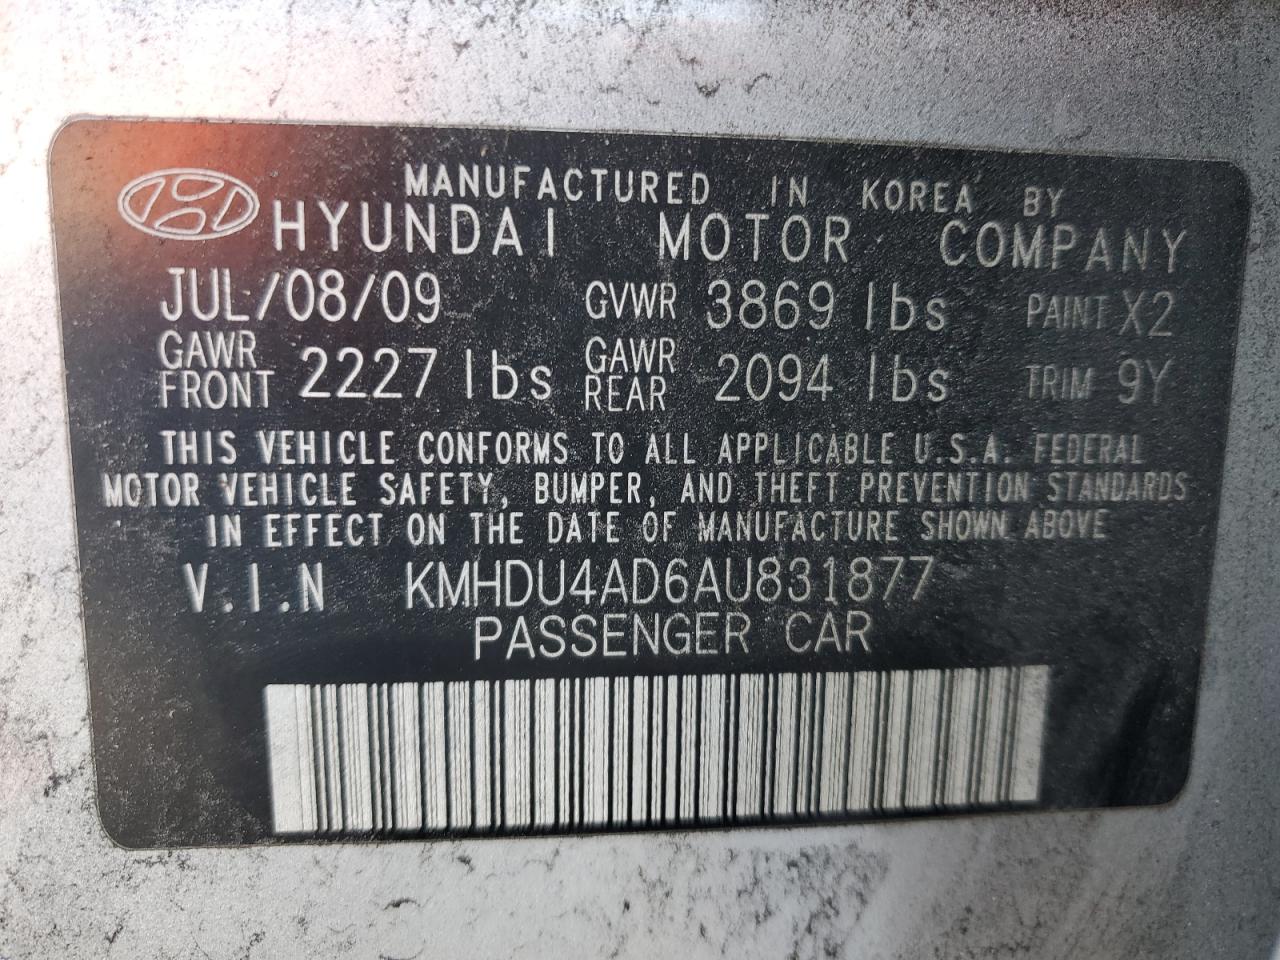 MANUFACTURED IN KOREA BY
HYUNDAI MOTOR COMPANY
JUL/08/09 GVWR 3869 lbs PAINT X2
GAWR FRONT 2227 lbs GAWR REAR 2094 lbs TRIM 9Y
THIS VEHICLE CONFORMS TO ALL APPLICABLE U.S.A. FEDERAL
MOTOR VEHICLE SAFETY, BUMPER, AND THEFT PREVENTION STANDARDS
IN EFFECT ON THE DATE OF MANUFACTURE SHOWN ABOVE
V.I.N KMHDU4AD6AU831877
PASSENGER CAR